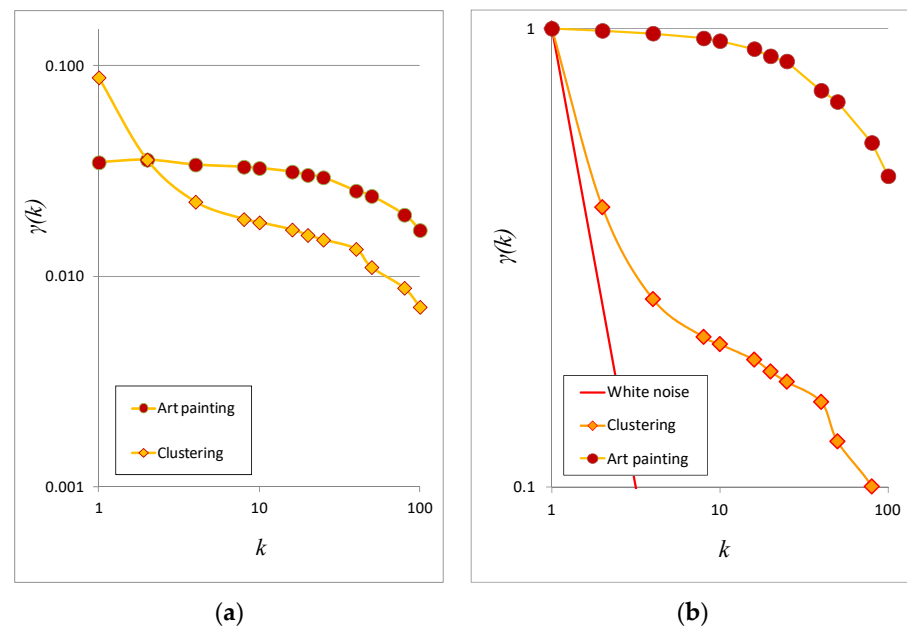 0.100
0.010
0.001
γ(k)
Art painting
Clustering
1
10
100
k
(a)
1
0.1
γ(k)
White noise
Clustering
Art painting
1
10
100
k
(b)